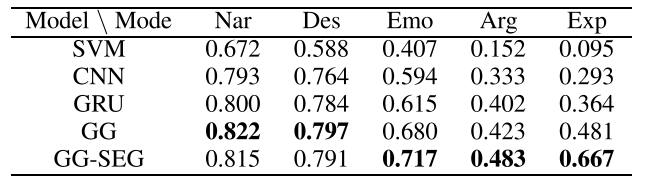 Model \ Mode Nar Des Emo Arg Exp
SVM 0.672 0.588 0.407 0.152 0.095
CNN 0.793 0.764 0.594 0.333 0.293
GRU 0.800 0.784 0.615 0.402 0.364
GG 0.822 0.797 0.680 0.423 0.481
GG-SEG 0.815 0.791 0.717 0.483 0.667